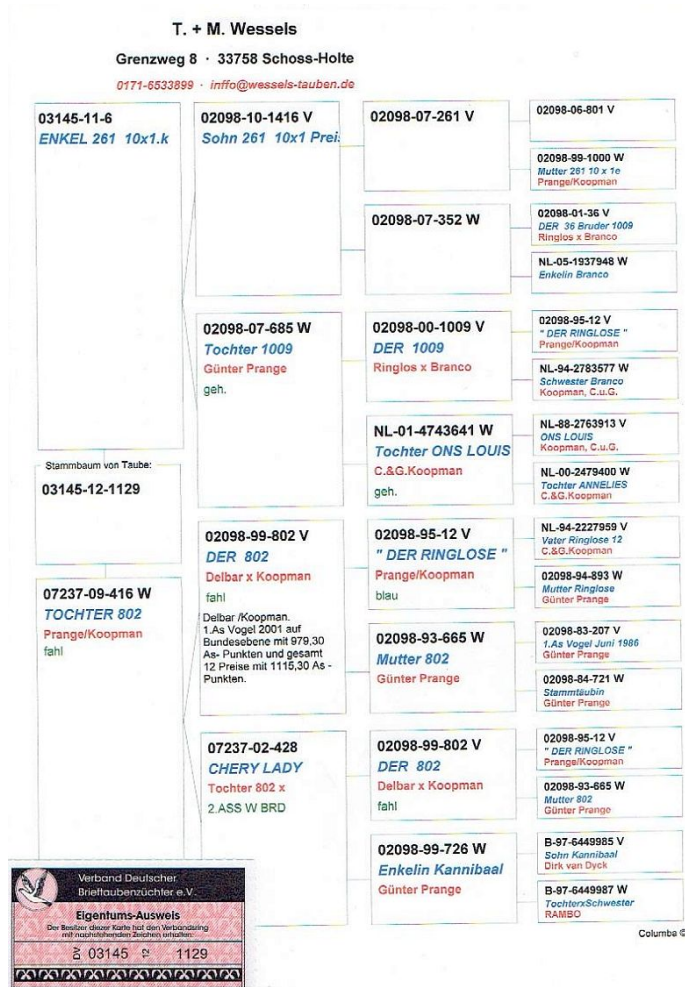 T. + M. Wessels
Grenzweg 8 · 33758 Schoss-Holte
0171-6533899 · inffo@wessels-tauben.de
03145-11-6
ENKEL 261 10x1.k
Stammbaum von Taube:
03145-12-1129
07237-09-416 W
TOCHTER 802
Prange/Koopman
fahl
02098-10-1416 V
Sohn 261 10x1 Prei
02098-07-685 W
Tochter 1009
Günter Prange
geh.
02098-99-802 V
DER 802
Delbar x Koopman
fahl
Delbar /Koopman.
1.As Vogel 2001 auf
Bundesebene mit 979,30
As- Punkten und gesamt
12 Preise mit 1115,30 As -
Punkten.
07237-02-428
CHERY LADY
Tochter 802 x
2.ASS W BRD
02098-07-261 V
02098-07-352 W
02098-00-1009 V
DER 1009
Ringlos x Branco
NL-01-4743641 W
Tochter ONS LOUIS
C.&G.Koopman
geh.
02098-95-12 V
" DER RINGLOSE "
Prange/Koopman
blau
02098-93-665 W
Mutter 802
Günter Prange
02098-99-802 V
DER 802
Delbar x Koopman
fahl
02098-99-726 W
Enkelin Kannibaal
Günter Prange
02098-06-801 V
02098-99-1000 W
Mutter 261 10 x 1e
Prange/Koopman
02098-01-36 V
DER 36 Bruder 1009
Ringlos x Branco
NL-05-1937948 W
Enkelin Branco
02098-95-12 V
" DER RINGLOSE "
Prange/Koopman
NL-94-2783577 W
Schwester Branco
Koopman, C.u.G.
NL-88-2763913 V
ONS LOUIS
Koopman, C.u.G.
NL-00-2479400 W
Tochter ANNELIES
C.&G.Koopman
NL-94-2227959 V
Vater Ringlose 12
C.&G.Koopman
02098-94-893 W
Mutter Ringlose
Günter Prange
02098-83-207 V
1.As Vogel Juni 1986
Günter Prange
02098-84-721 W
Stammtäubin
Günter Prange
02098-95-12 V
" DER RINGLOSE "
Prange/Koopman
02098-93-665 W
Mutter 802
Günter Prange
B-97-6449985 V
Sohn Kannibaal
Dirk van Dyck
B-97-6449987 W
TochterxSchwester
RAMBO
Columba ©
Verband Deutscher
Brieftaubenzüchter e.V.
Eigentums-Ausweis
Der Besitzer dieser Karte hat den Verbandsring
mit nachstehenden Zeichen erhalten:
DV 03145 12 1129